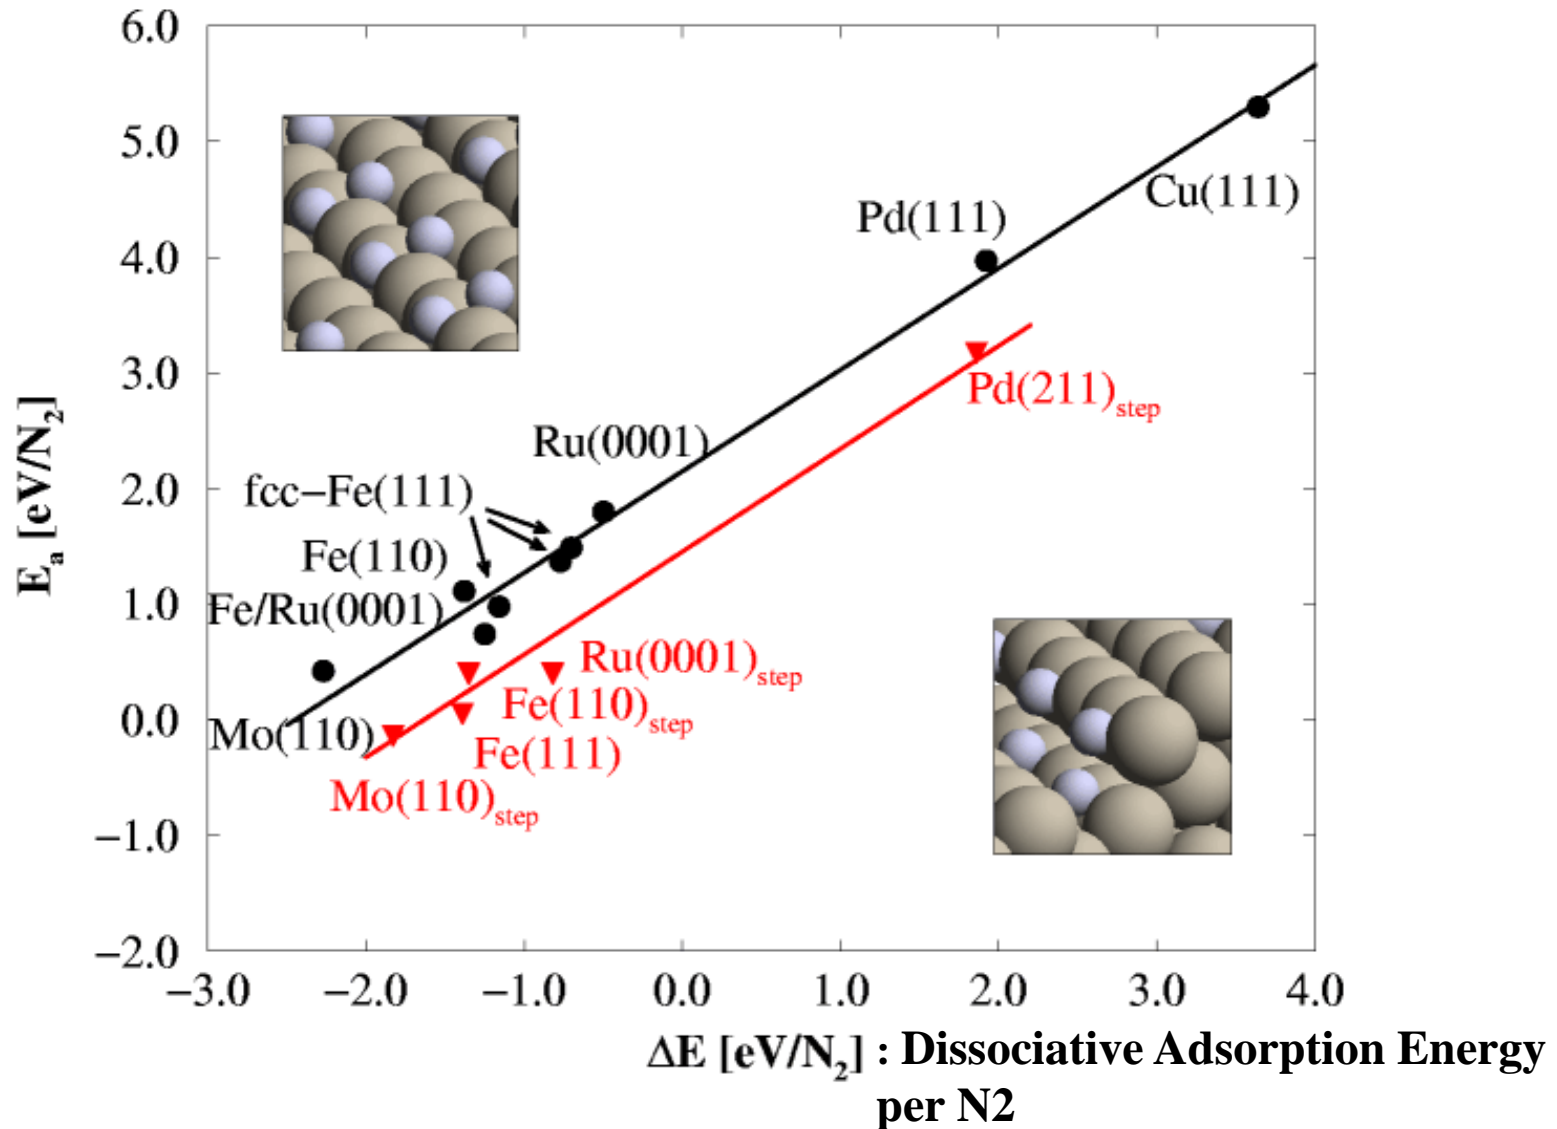 6.0
5.0
4.0
3.0
2.0
1.0
0.0
−1.0
−2.0
Eₐ [eV/N₂]
Cu(111)
Pd(111)
Pd(211)step
Ru(0001)
fcc−Fe(111)
Fe(110)
Fe/Ru(0001)
Ru(0001)step
Fe(110)step
Mo(110)
Fe(111)
Mo(110)step
−3.0 −2.0 −1.0 0.0 1.0 2.0 3.0 4.0
ΔE [eV/N₂] : Dissociative Adsorption Energy
per N2